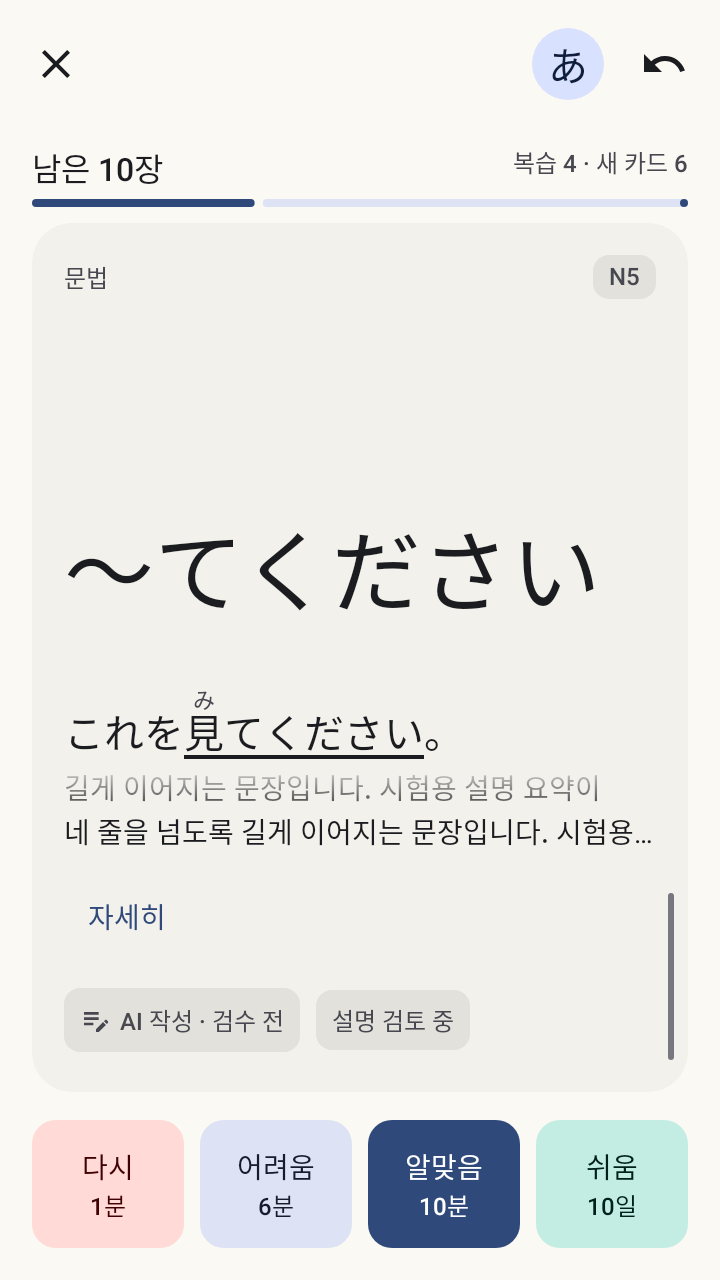 あ
남은 10장
복습 4 · 새 카드 6
문법
N5
〜てください
み
これを見てください。
길게 이어지는 문장입니다. 시험용 설명 요약이
네 줄을 넘도록 길게 이어지는 문장입니다. 시험용…
자세히
AI 작성 · 검수 전
설명 검토 중
다시
1분
어려움
6분
알맞음
10분
쉬움
10일